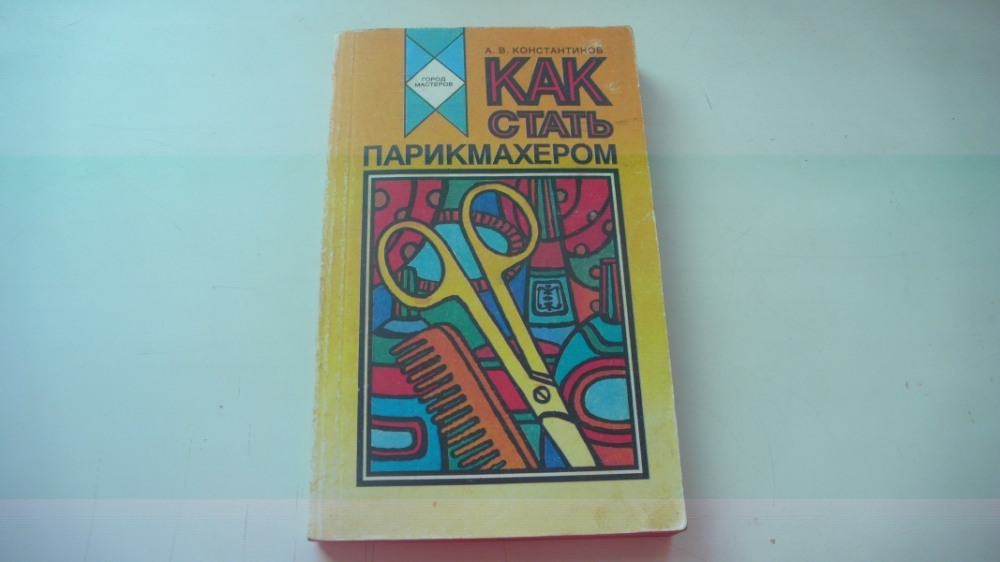 А. В. КОНСТАНТИНОВ
ГОРОД
МАСТЕРОВ
КАК
СТАТЬ
ПАРИКМАХЕРОМ